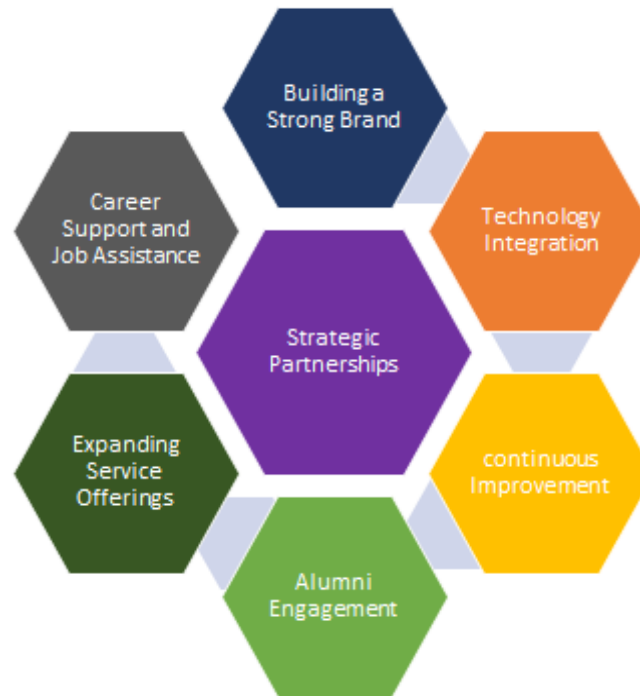 Building a
Strong Brand
Career
Support and
Job Assistance
Technology
Integration
Strategic
Partnerships
Expanding
Service
Offerings
continuous
Improvement
Alumni
Engagement